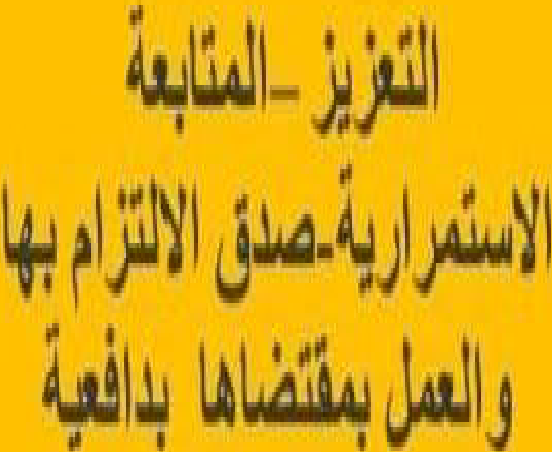 التعزيز –المتابعة
الاستمرارية-صدق الالتزام بها
والعمل بمقتضاها بدافعية